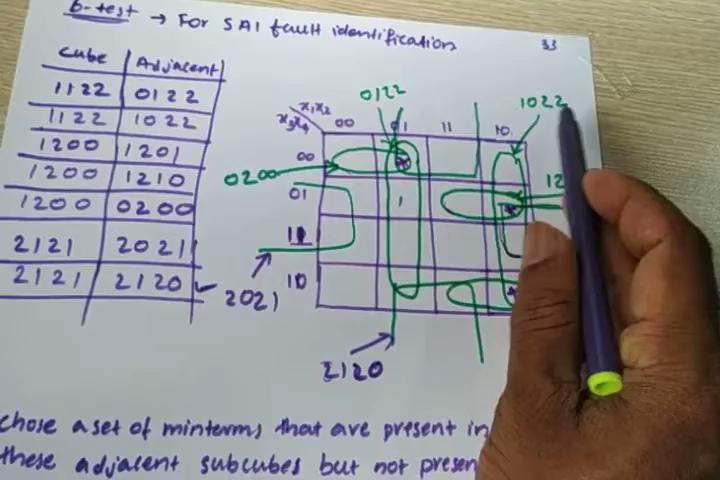 b-test → For SA1 fault identification
33
Cube Adjacent
1122 0122
1122 1022
1200 1201
1200 1210
1200 0200
2121 2021
2121 2120
0122
1022
x1x2
x3x4
00 01 11 10
00
01
11
10
1
0200
12
2021
2120
chose a set of minterms that are present in
these adjacent subcubes but not presen